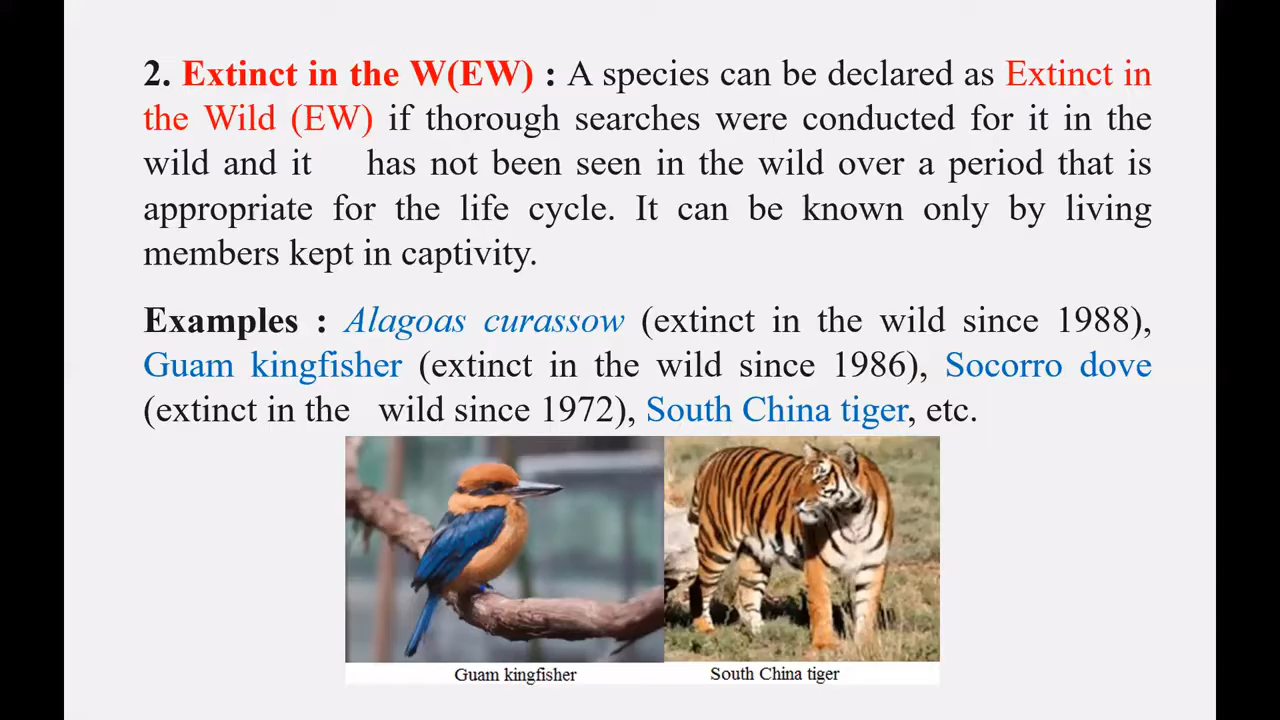 2. Extinct in the W(EW) : A species can be declared as Extinct in
the Wild (EW) if thorough searches were conducted for it in the
wild and it has not been seen in the wild over a period that is
appropriate for the life cycle. It can be known only by living
members kept in captivity.
Examples : Alagoas curassow (extinct in the wild since 1988),
Guam kingfisher (extinct in the wild since 1986), Socorro dove
(extinct in the wild since 1972), South China tiger, etc.
Guam kingfisher
South China tiger